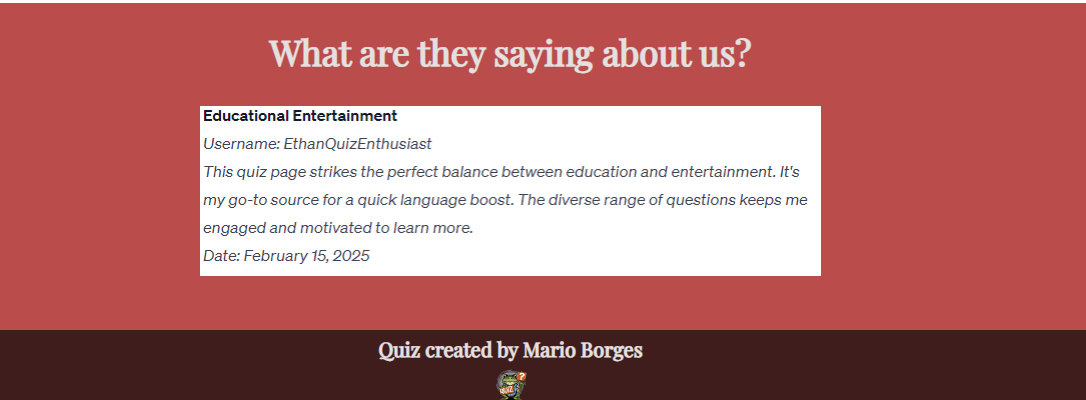 What are they saying about us?
Educational Entertainment
Username: EthanQuizEnthusiast
This quiz page strikes the perfect balance between education and entertainment. It's
my go-to source for a quick language boost. The diverse range of questions keeps me
engaged and motivated to learn more.
Date: February 15, 2025
Quiz created by Mario Borges
?
QUIZ